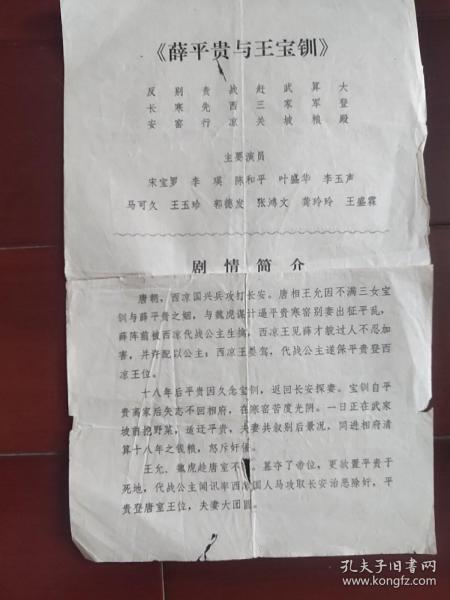 《薛平贵与王宝钏》
反 别 责 战 赶 武 算 大
长 寒 先 西 三 家 军 登
安 窑 行 凉 关 坡 粮 殿
主要演员
宋宝罗 李瑛 陈和平 叶盛华 李玉声
马可久 王玉珍 郭德发 张鸿文 龚玲玲 王盛霖
剧情简介
唐朝，西凉国兴兵攻打长安。唐相王允因不满三女宝
钏与薛平贵之姻，与魏虎谋计逼平贵寒窑别妻出征平乱，
薛阵前被西凉代战公主生擒，西凉王见薛才貌过人不忍加
害，并许配以公主；西凉王晏驾，代战公主遂保平贵登西
凉王位。
十八年后平贵因久念宝钏，返回长安探妻。宝钏自平
贵离家后矢志不回相府，在寒窑苦度光阴。一日正在武家
坡前挖野菜，适迂平贵，夫妻共叙别后景况，同进相府清
算十八年之饷粮，怒斥奸佞。
王允、魏虎趁唐室不 篡夺了帝位，更欲置平贵于
死地，代战公主闻讯率西凉国人马攻取长安治恶除奸，平
贵登唐室王位，夫妻大团圆。
孔夫子旧书网
www.kongfz.com